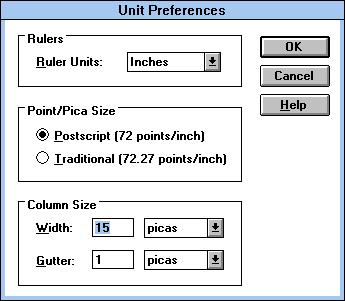 Unit Preferences
Rulers
Ruler Units: Inches
OK
Cancel
Help
Point/Pica Size
Postscript (72 points/inch)
Traditional (72.27 points/inch)
Column Size
Width: 15 picas
Gutter: 1 picas